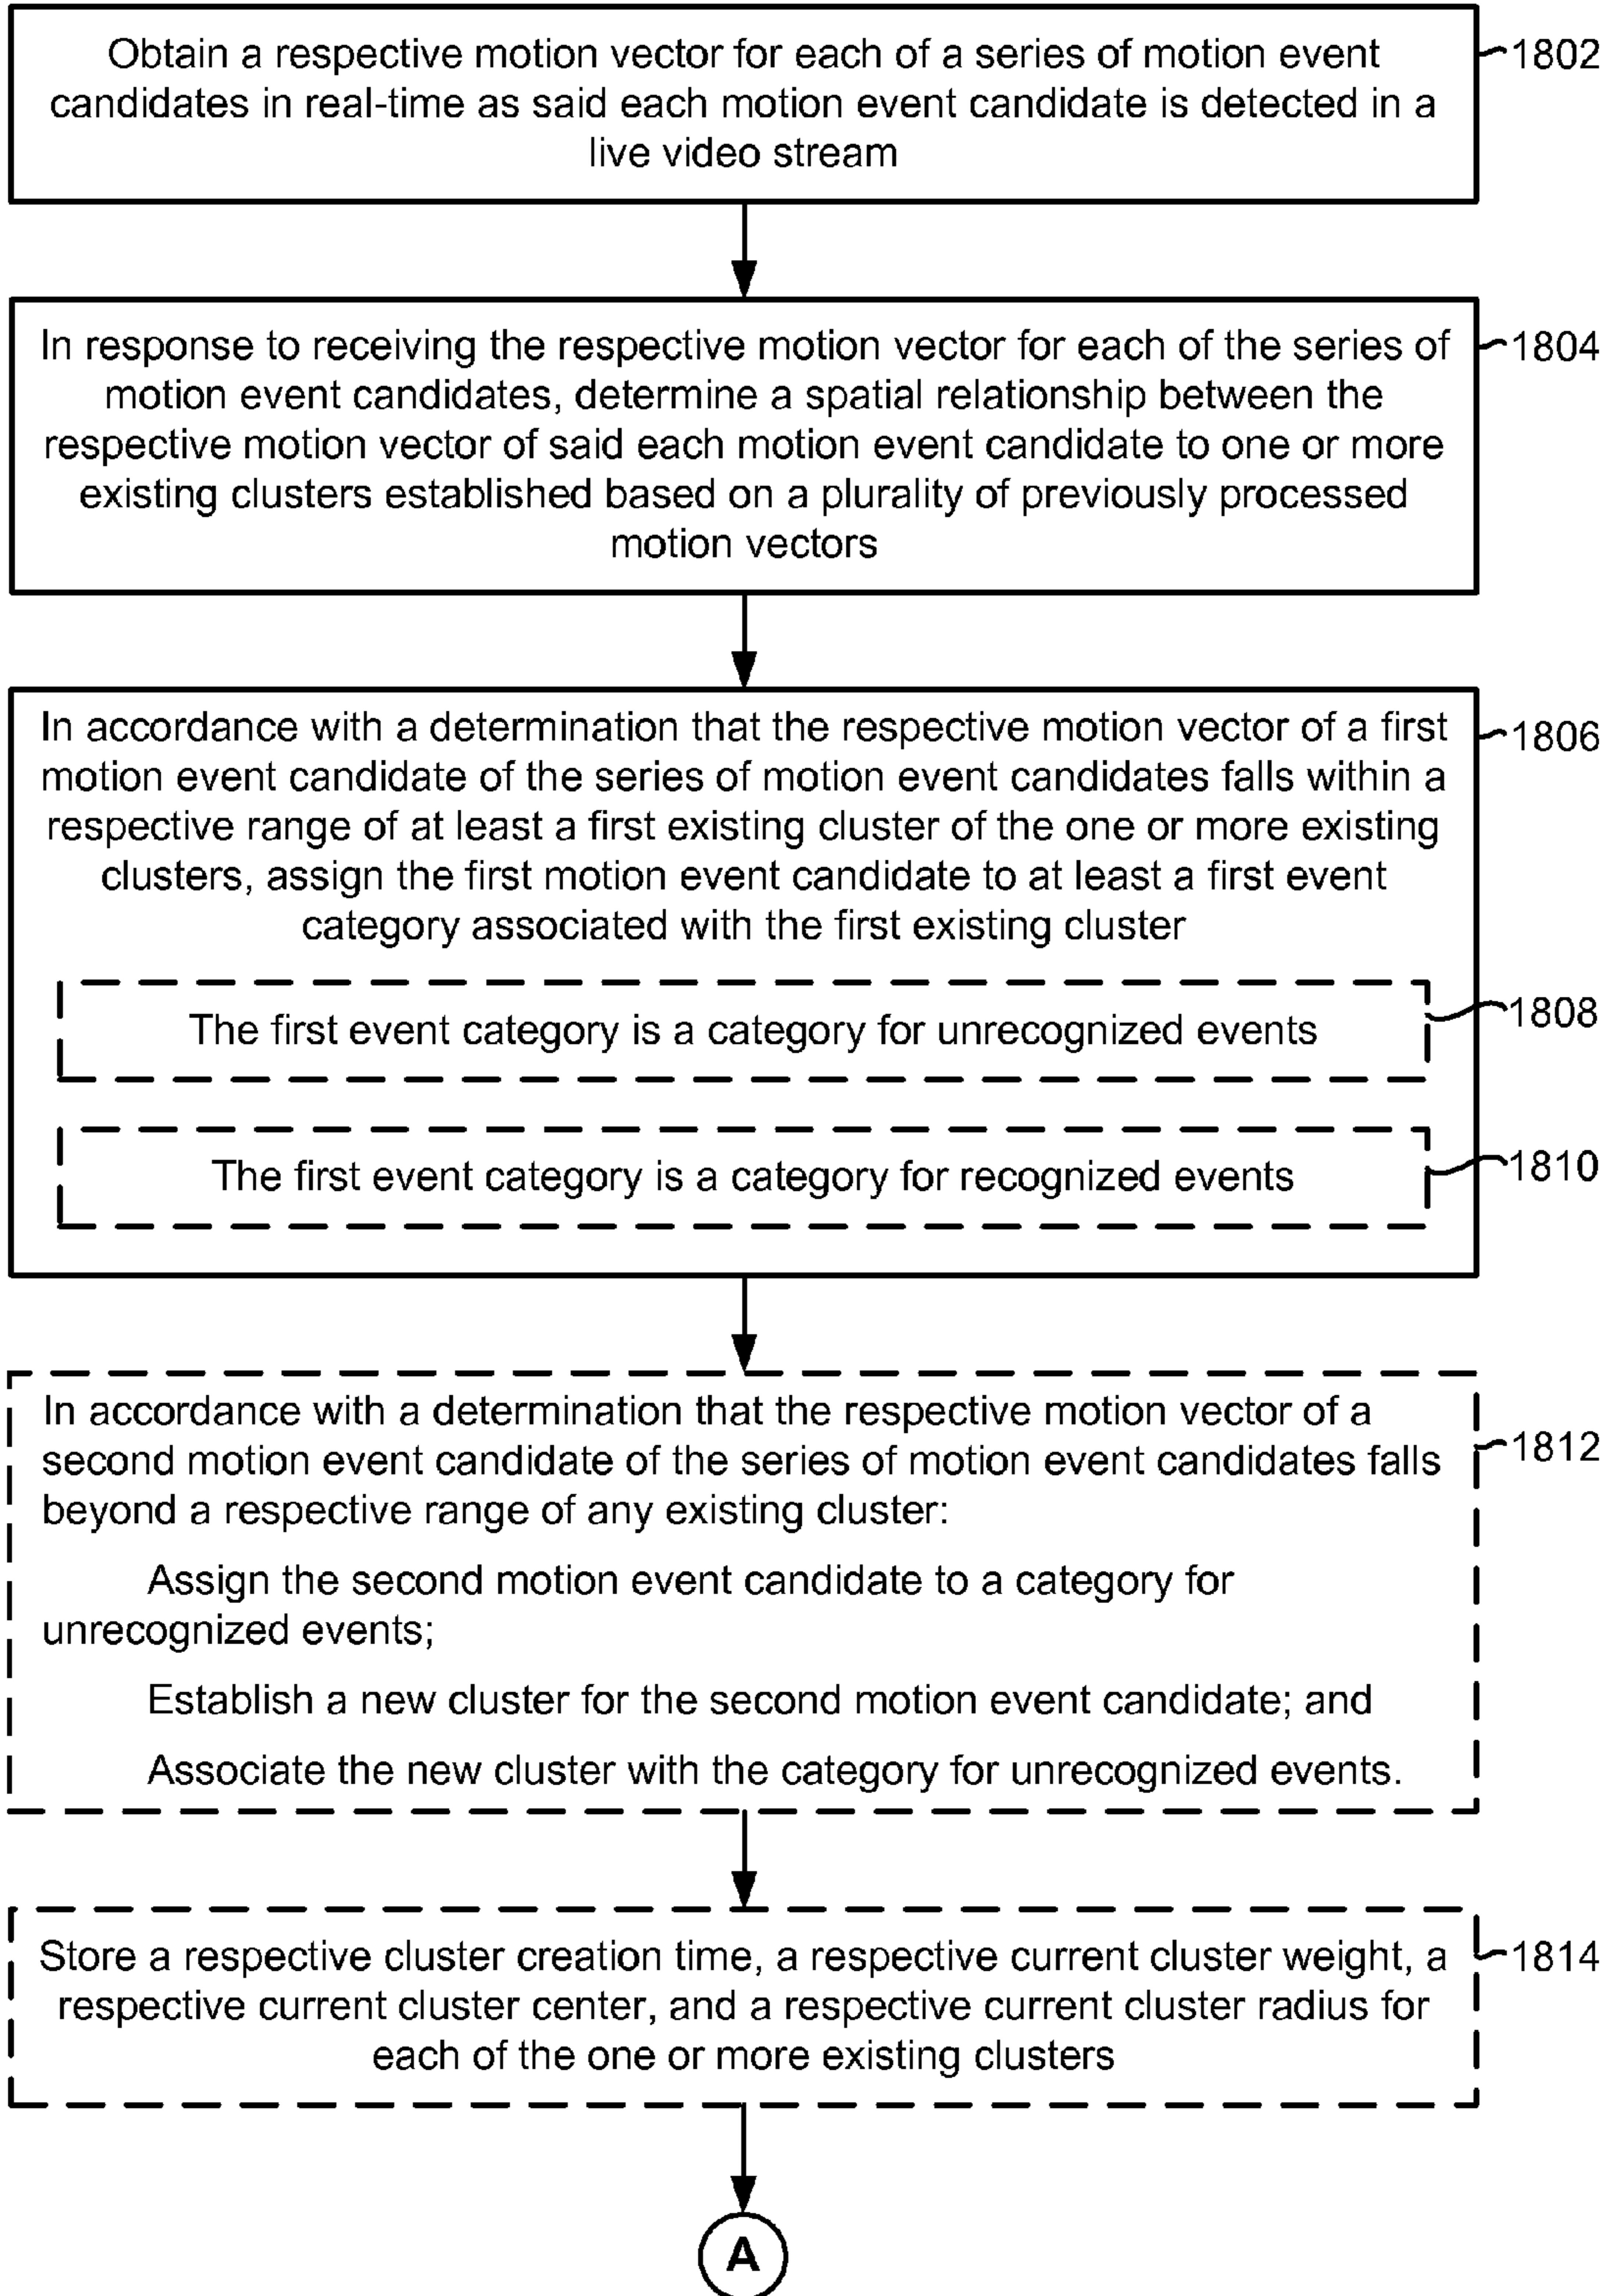 Obtain a respective motion vector for each of a series of motion event
candidates in real-time as said each motion event candidate is detected in a
live video stream
1802
In response to receiving the respective motion vector for each of the series of
motion event candidates, determine a spatial relationship between the
respective motion vector of said each motion event candidate to one or more
existing clusters established based on a plurality of previously processed
motion vectors
1804
In accordance with a determination that the respective motion vector of a first
motion event candidate of the series of motion event candidates falls within a
respective range of at least a first existing cluster of the one or more existing
clusters, assign the first motion event candidate to at least a first event
category associated with the first existing cluster
1806
The first event category is a category for unrecognized events
1808
The first event category is a category for recognized events
1810
In accordance with a determination that the respective motion vector of a
second motion event candidate of the series of motion event candidates falls
beyond a respective range of any existing cluster:
Assign the second motion event candidate to a category for
unrecognized events;
Establish a new cluster for the second motion event candidate; and
Associate the new cluster with the category for unrecognized events.
1812
Store a respective cluster creation time, a respective current cluster weight, a
respective current cluster center, and a respective current cluster radius for
each of the one or more existing clusters
1814
A